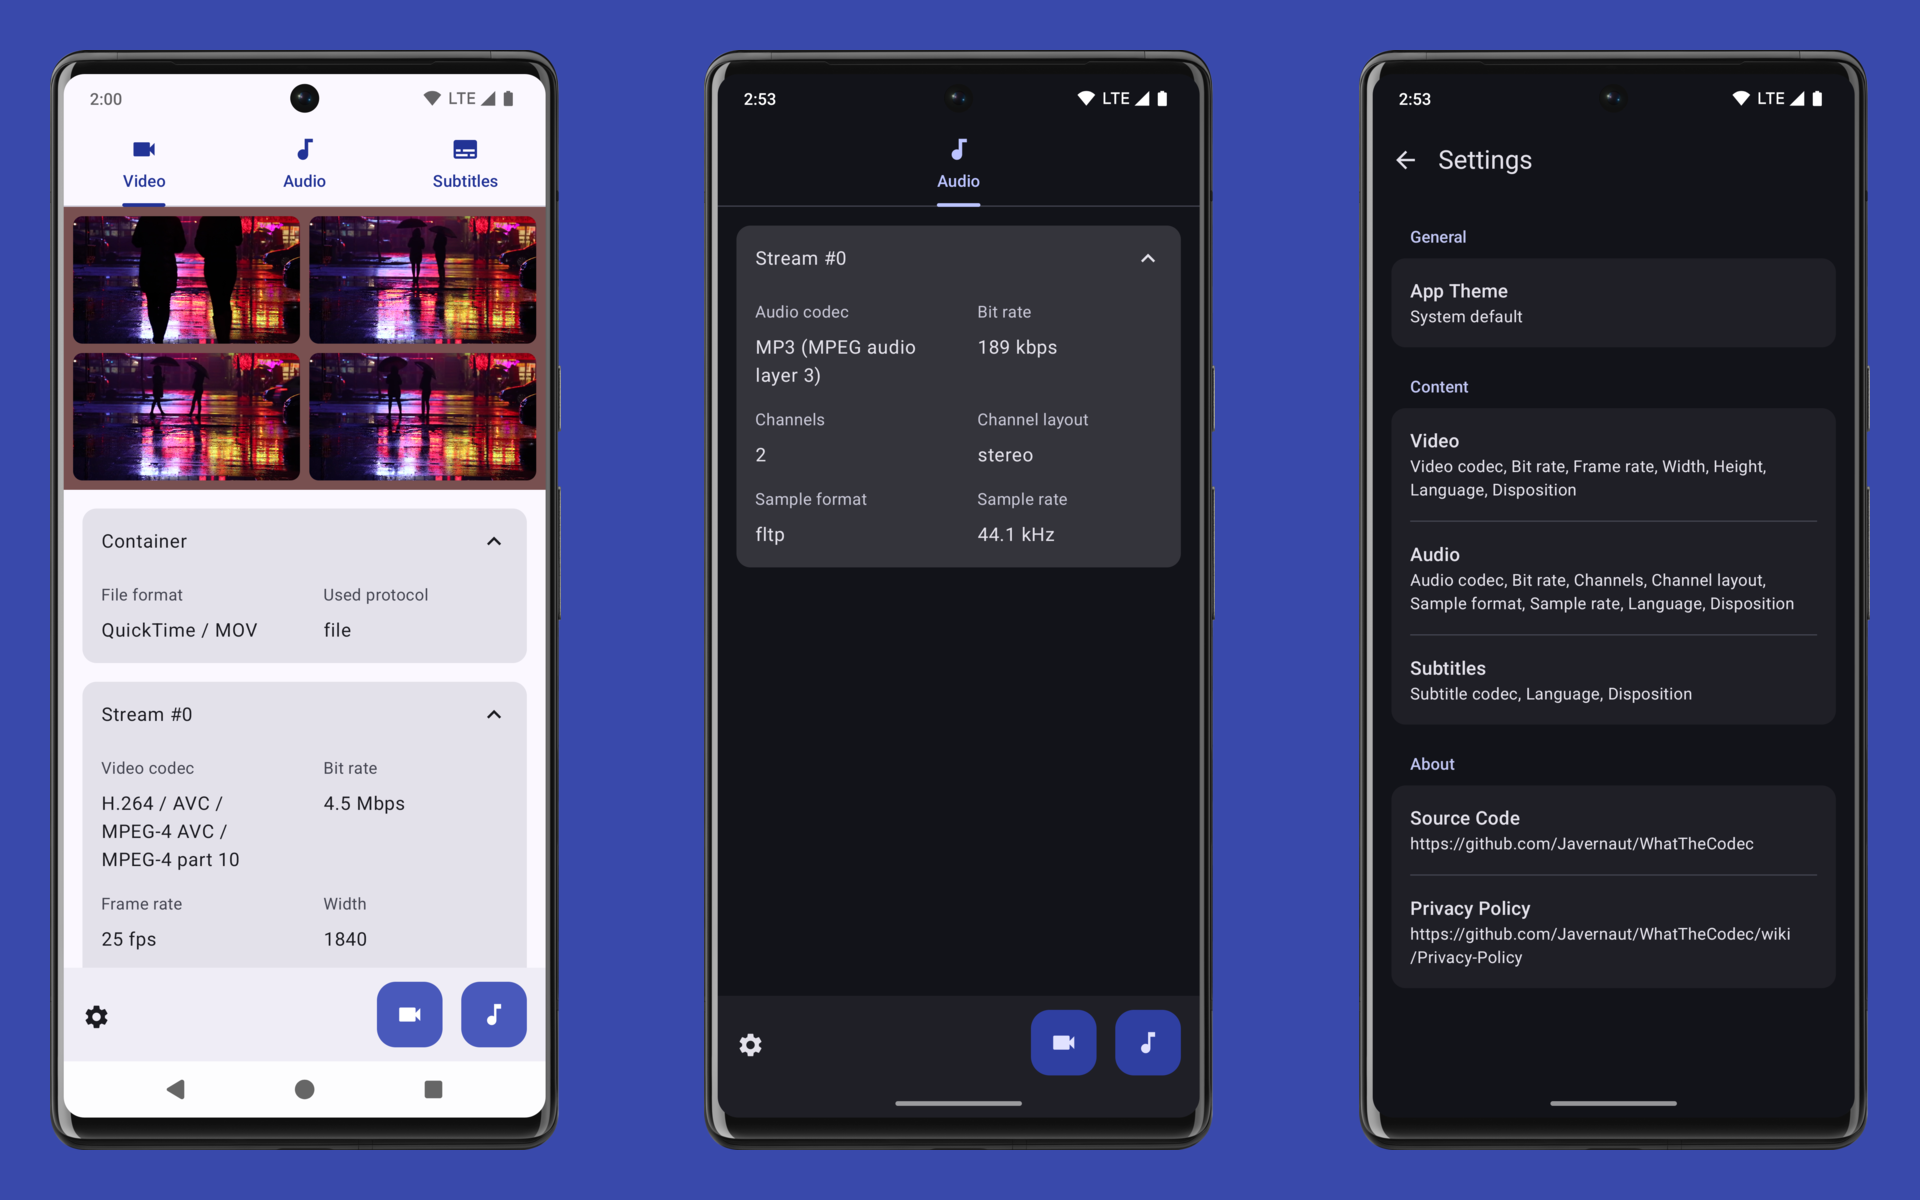 2:00
LTE
Video
Audio
Subtitles
Container
File format
Used protocol
QuickTime / MOV
file
Stream #0
Video codec
Bit rate
H.264 / AVC /
MPEG-4 AVC /
MPEG-4 part 10
4.5 Mbps
Frame rate
Width
25 fps
1840
2:53
LTE
Audio
Stream #0
Audio codec
Bit rate
MP3 (MPEG audio
layer 3)
189 kbps
Channels
Channel layout
2
stereo
Sample format
Sample rate
fltp
44.1 kHz
2:53
LTE
Settings
General
App Theme
System default
Content
Video
Video codec, Bit rate, Frame rate, Width, Height,
Language, Disposition
Audio
Audio codec, Bit rate, Channels, Channel layout,
Sample format, Sample rate, Language, Disposition
Subtitles
Subtitle codec, Language, Disposition
About
Source Code
https://github.com/Javernaut/WhatTheCodec
Privacy Policy
https://github.com/Javernaut/WhatTheCodec/wiki
/Privacy-Policy